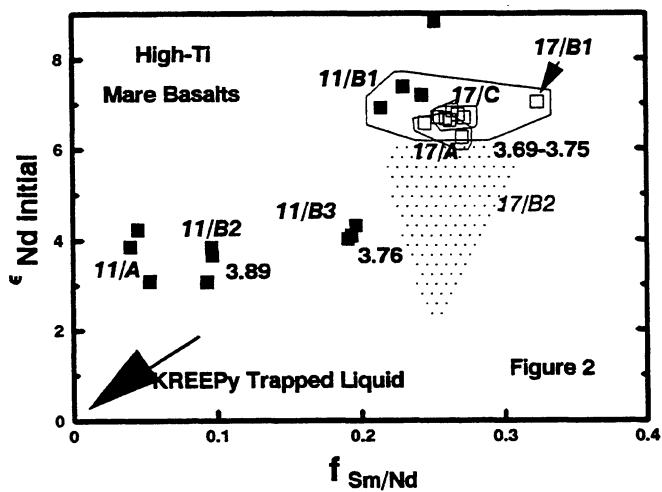 8
6
4
2
0
ε Nd Initial
High-Ti
Mare Basalts
11/B1
17/B1
17/C
17/A
3.69-3.75
17/B2
11/B3
3.76
11/B2
11/A
3.89
KREEPy Trapped Liquid
Figure 2
0
0.1
0.2
0.3
0.4
f Sm/Nd